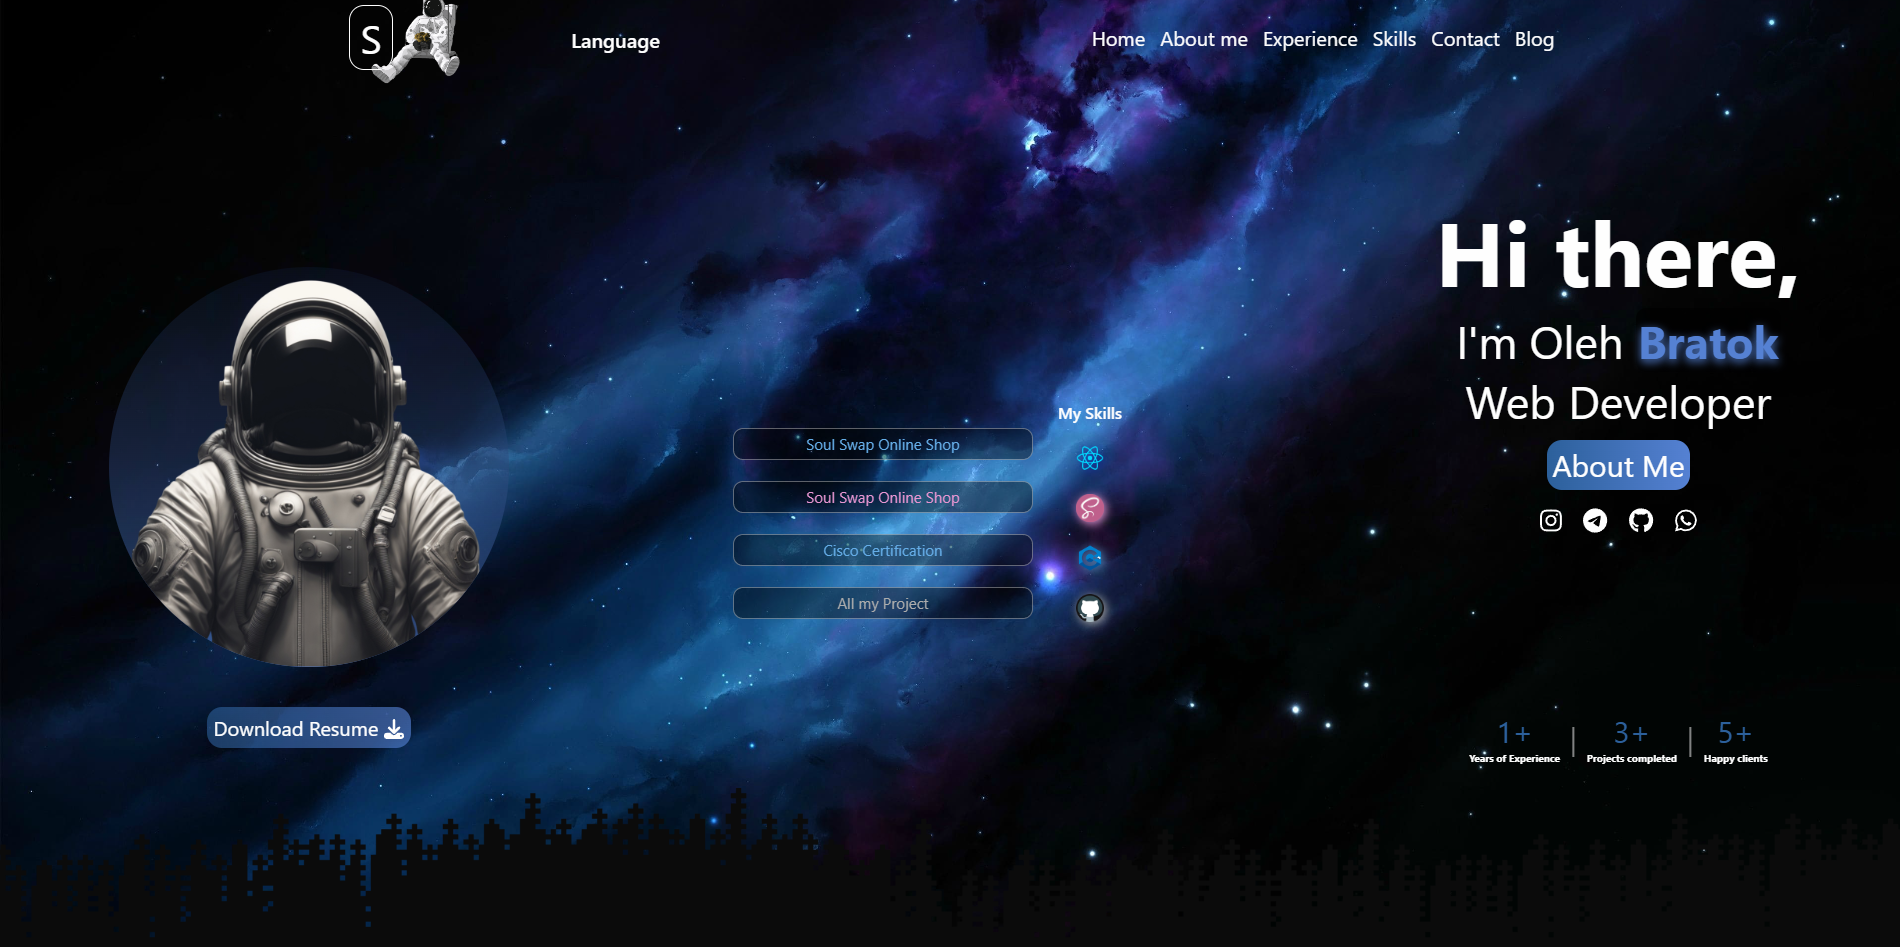 S
Language
Home About me Experience Skills Contact Blog
Hi there,
I'm Oleh Bratok
Web Developer
About Me
My Skills
Soul Swap Online Shop
Soul Swap Online Shop
Cisco Certification
All my Project
Download Resume
1+ | 3+ | 5+
Years of Experience Projects completed Happy clients